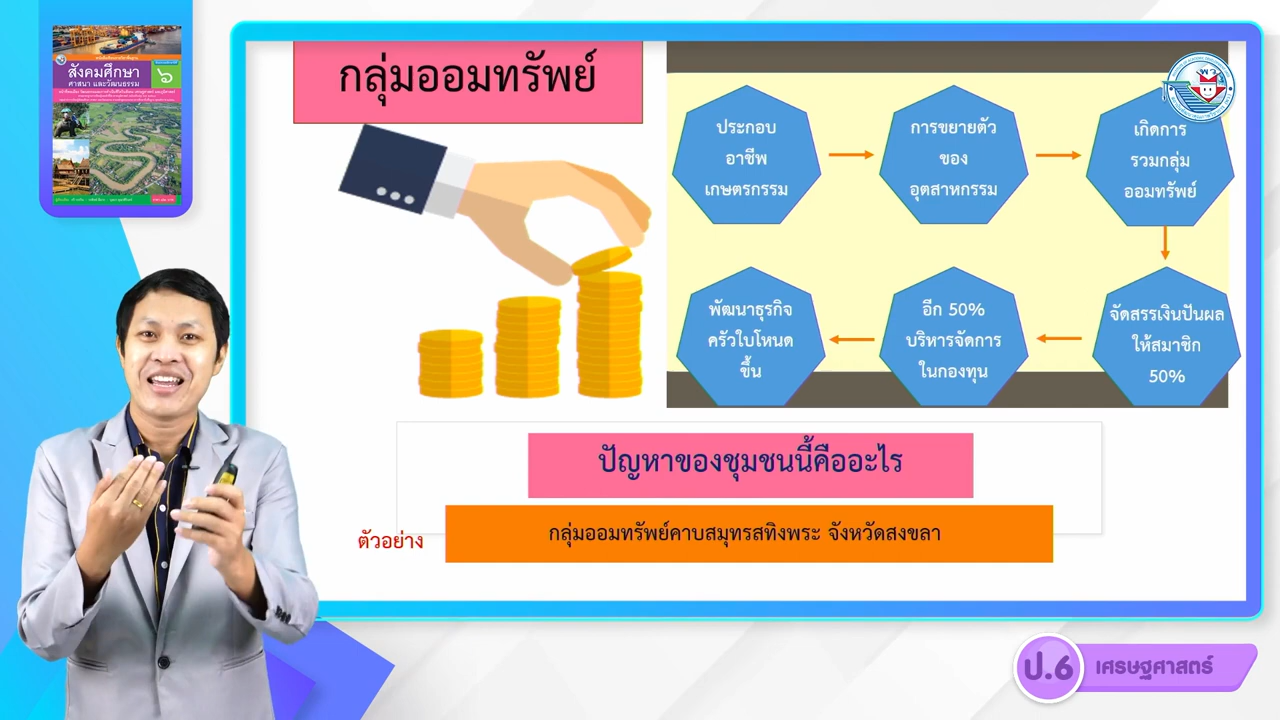 สังคมศึกษา
ศาสนา และวัฒนธรรม
๖
กลุ่มออมทรัพย์
ประกอบ
อาชีพ
เกษตรกรรม
การขยายตัว
ของ
อุตสาหกรรม
เกิดการ
รวมกลุ่ม
ออมทรัพย์
จัดสรรเงินปันผล
ให้สมาชิก
50%
อีก 50%
บริหารจัดการ
ในกองทุน
พัฒนาธุรกิจ
ครัวใบโหนด
ขึ้น
ปัญหาของชุมชนนี้คืออะไร
ตัวอย่าง
กลุ่มออมทรัพย์คาบสมุทรสทิงพระ จังหวัดสงขลา
ป.6
เศรษฐศาสตร์